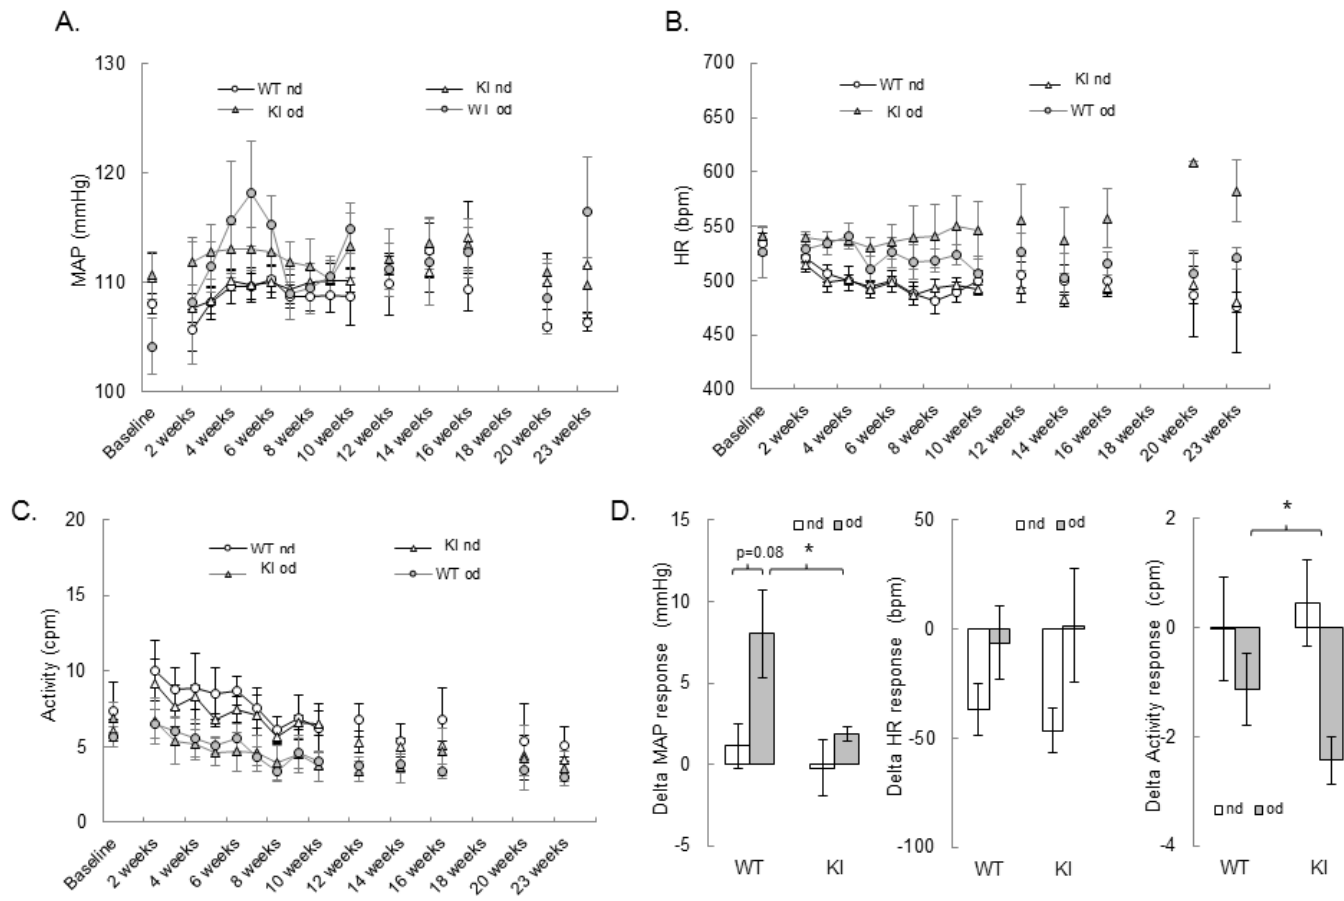 A.
130
120
110
100
MAP (mmHg)
WT nd
KI nd
KI od
WT od
Baseline
2 weeks
4 weeks
6 weeks
8 weeks
10 weeks
12 weeks
14 weeks
16 weeks
18 weeks
20 weeks
23 weeks
B.
700
650
600
550
500
450
400
HR (bpm)
WT nd
KI nd
KI od
WT od
Baseline
2 weeks
4 weeks
6 weeks
8 weeks
10 weeks
12 weeks
14 weeks
16 weeks
18 weeks
20 weeks
23 weeks
C.
20
15
10
5
0
Activity (cpm)
WT nd
KI nd
KI od
WT od
Baseline
2 weeks
4 weeks
6 weeks
8 weeks
10 weeks
12 weeks
14 weeks
16 weeks
18 weeks
20 weeks
23 weeks
D.
15
10
5
0
-5
Delta MAP response (mmHg)
nd od
p=0.08
*
WT KI
50
0
-50
-100
Delta HR response (bpm)
nd od
WT KI
2
0
-2
-4
Delta Activity response (cpm)
*
nd od
WT KI